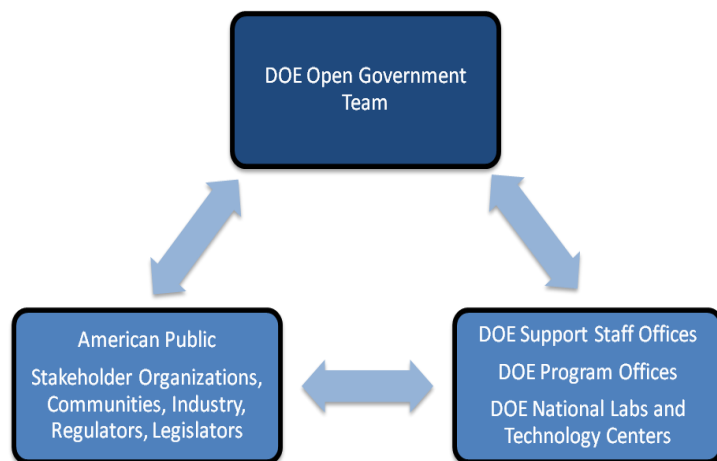 DOE Open Government
Team
American Public
Stakeholder Organizations,
Communities, Industry,
Regulators, Legislators
DOE Support Staff Offices
DOE Program Offices
DOE National Labs and
Technology Centers